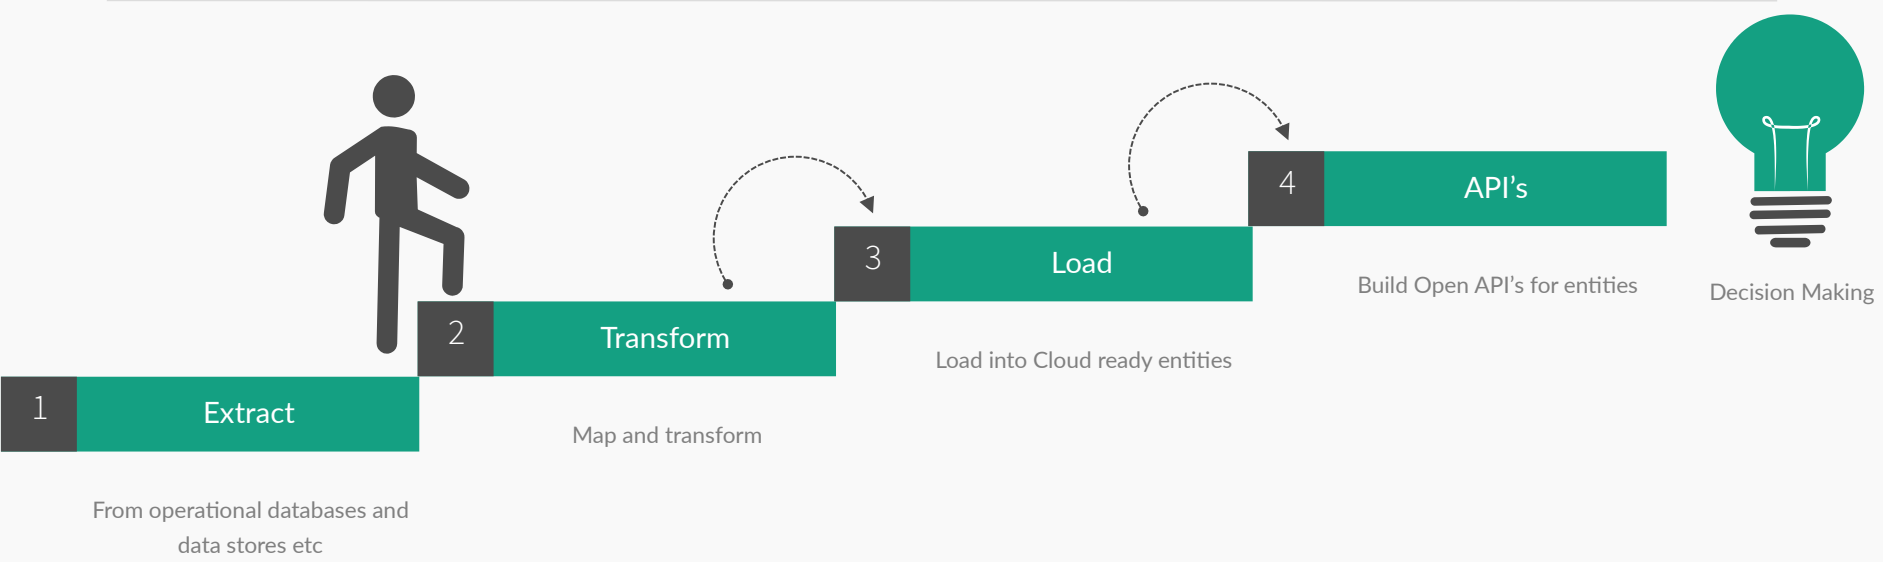 1
Extract
From operational databases and
data stores etc
2
Transform
Map and transform
3
Load
Load into Cloud ready entities
4
API's
Build Open API's for entities
Decision Making